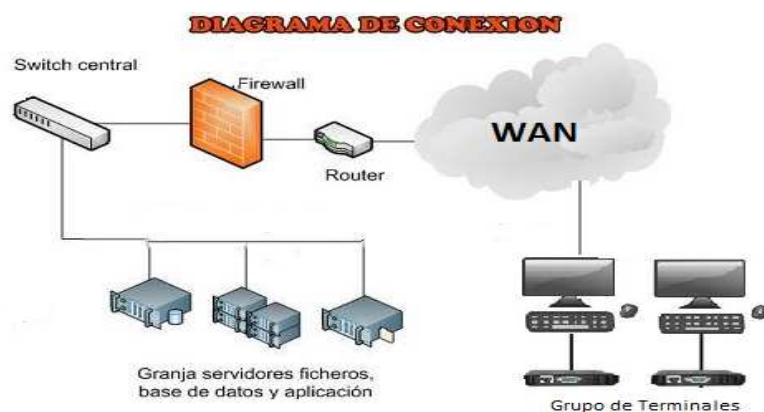 DIAGRAMA DE CONEXION
Switch central
Firewall
WAN
Router
Granja servidores ficheros,
base de datos y aplicación
Grupo de Terminales